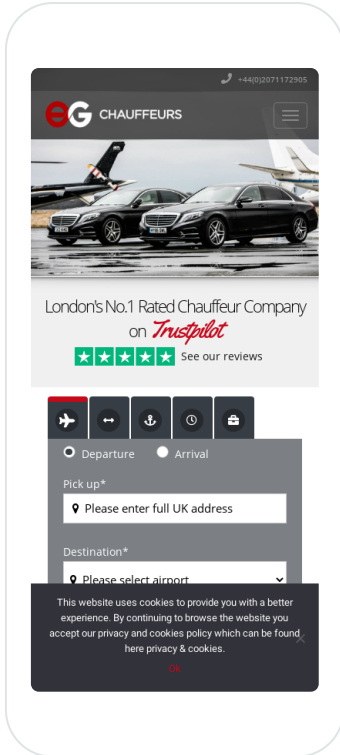 +44(0)2071172905
eG CHAUFFEURS
London's No.1 Rated Chauffeur Company
on Trustpilot
See our reviews
Departure Arrival
Pick up*
Please enter full UK address
Destination*
Please select airport
This website uses cookies to provide you with a better
experience. By continuing to browse the website you
accept our privacy and cookies policy which can be found
here privacy & cookies.
Ok